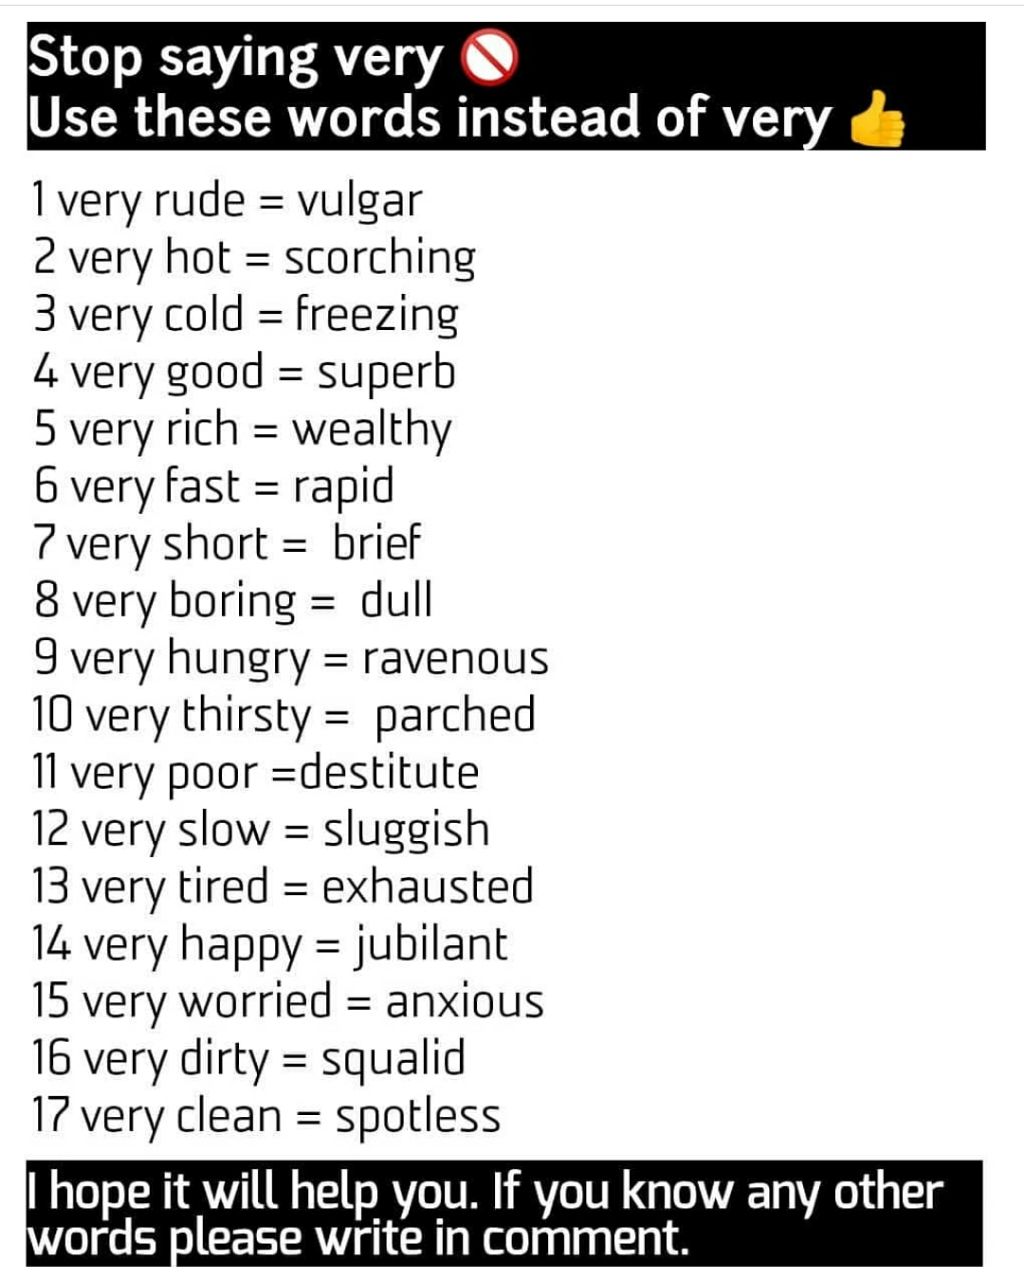 Stop saying very 🚫
Use these words instead of very 👍
1 very rude = vulgar
2 very hot = scorching
3 very cold = freezing
4 very good = superb
5 very rich = wealthy
6 very fast = rapid
7 very short =  brief
8 very boring =  dull
9 very hungry = ravenous
10 very thirsty =  parched
11 very poor =destitute
12 very slow = sluggish
13 very tired = exhausted
14 very happy = jubilant
15 very worried = anxious
16 very dirty = squalid
17 very clean = spotless
I hope it will help you. If you know any other
words please write in comment.